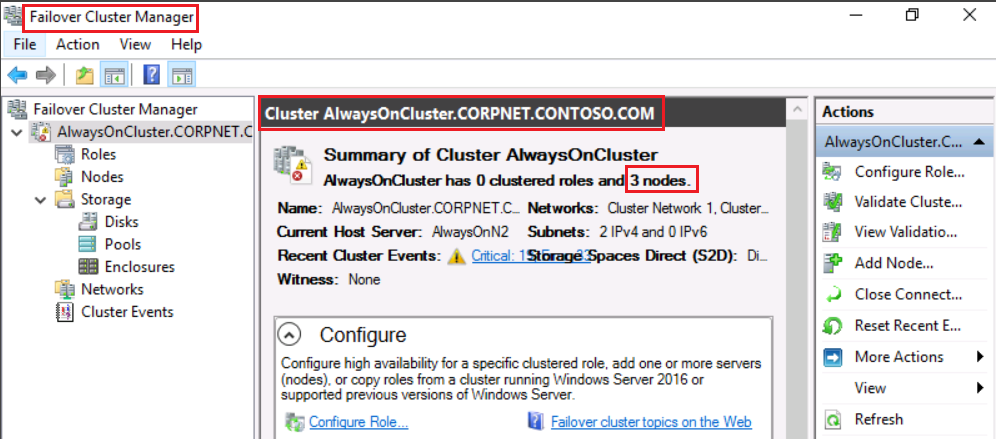 Failover Cluster Manager
File Action View Help
Failover Cluster Manager
AlwaysOnCluster.CORPNET.C
Roles
Nodes
Storage
Disks
Pools
Enclosures
Networks
Cluster Events
Cluster AlwaysOnCluster.CORPNET.CONTOSO.COM
Summary of Cluster AlwaysOnCluster
AlwaysOnCluster has 0 clustered roles and 3 nodes.
Name: AlwaysOnCluster.CORPNET.C... Networks: Cluster Network 1, Cluster...
Current Host Server: AlwaysOnN2 Subnets: 2 IPv4 and 0 IPv6
Recent Cluster Events: Critical: Storage Spaces Direct (S2D): Di...
Witness: None
Configure
Configure high availability for a specific clustered role, add one or more servers
(nodes), or copy roles from a cluster running Windows Server 2016 or
supported previous versions of Windows Server.
Configure Role... Failover cluster topics on the Web
Actions
AlwaysOnCluster.C...
Configure Role...
Validate Cluste...
View Validatio...
Add Node...
Close Connect...
Reset Recent E...
More Actions
View
Refresh